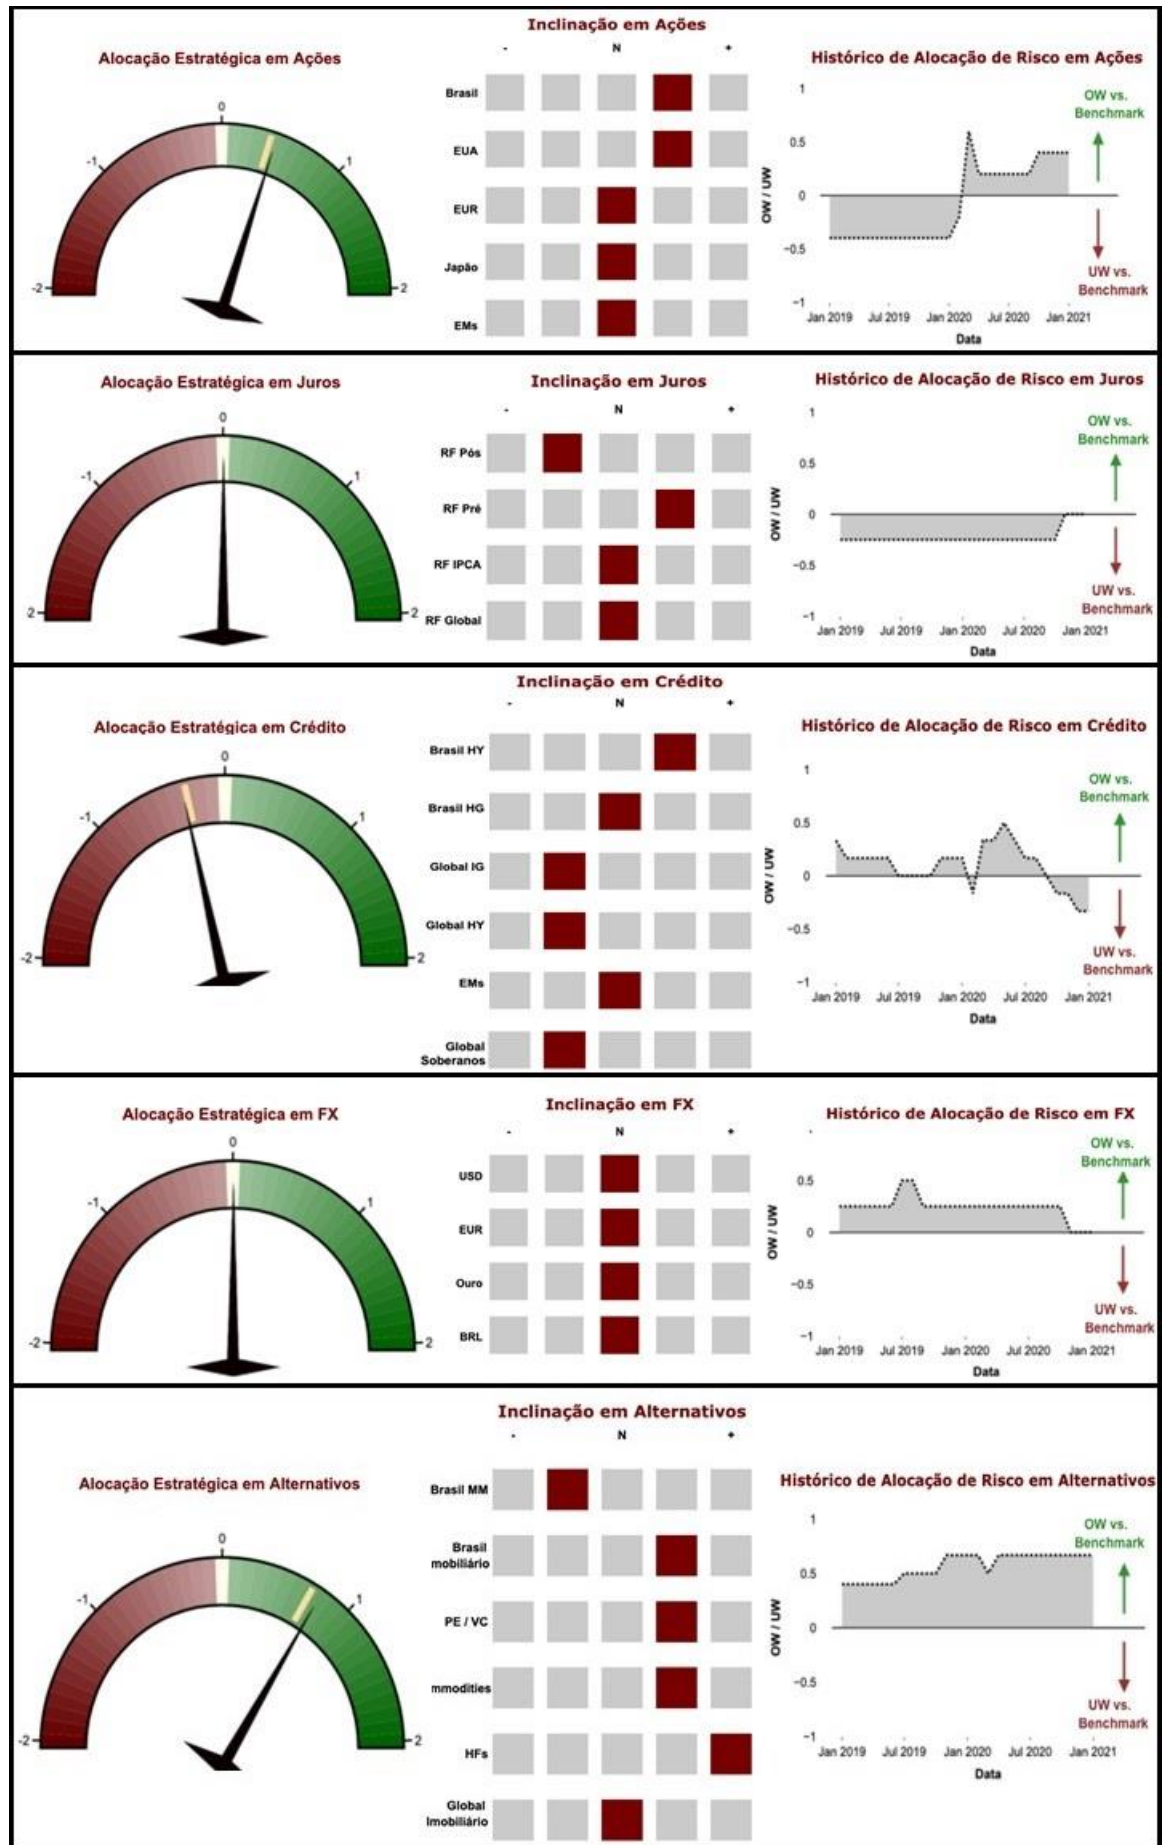 Inclinação em Ações
Alocação Estratégica em Ações
- N +
Histórico de Alocação de Risco em Ações
0
-1
1
-2
2
Brasil
EUA
EUR
Japão
EMs
OW / UW
1
0.5
0
−0.5
−1
OW vs.
Benchmark
UW vs.
Benchmark
Jan 2019 Jul 2019 Jan 2020 Jul 2020 Jan 2021
Data
Alocação Estratégica em Juros
Inclinação em Juros
- N +
Histórico de Alocação de Risco em Juros
0
-1
1
2
2
RF Pós
RF Pré
RF IPCA
RF Global
OW / UW
1
0.5
0
−0.5
−1
OW vs.
Benchmark
UW vs.
Benchmark
Jan 2019 Jul 2019 Jan 2020 Jul 2020 Jan 2021
Data
Inclinação em Crédito
- N +
Alocação Estratégica em Crédito
Histórico de Alocação de Risco em Crédito
0
-1
1
-2
2
Brasil HY
Brasil HG
Global IG
Global HY
EMs
Global
Soberanos
OW / UW
1
0.5
0
−0.5
−1
OW vs.
Benchmark
UW vs.
Benchmark
Jan 2019 Jul 2019 Jan 2020 Jul 2020 Jan 2021
Data
Alocação Estratégica em FX
Inclinação em FX
- N +
Histórico de Alocação de Risco em FX
0
-1
1
-2
2
USD
EUR
Ouro
BRL
OW / UW
0.5
0
−0.5
−1
OW vs.
Benchmark
UW vs.
Benchmark
Jan 2019 Jul 2019 Jan 2020 Jul 2020 Jan 2021
Data
Inclinação em Alternativos
- N +
Alocação Estratégica em Alternativos
Histórico de Alocação de Risco em Alternativos
0
-1
1
-2
2
Brasil MM
Brasil
mobiliário
PE / VC
mmodities
HFs
Global
Imobiliário
OW / UW
1
0.5
0
−0.5
−1
OW vs.
Benchmark
UW vs.
Benchmark
Jan 2019 Jul 2019 Jan 2020 Jul 2020 Jan 2021
Data